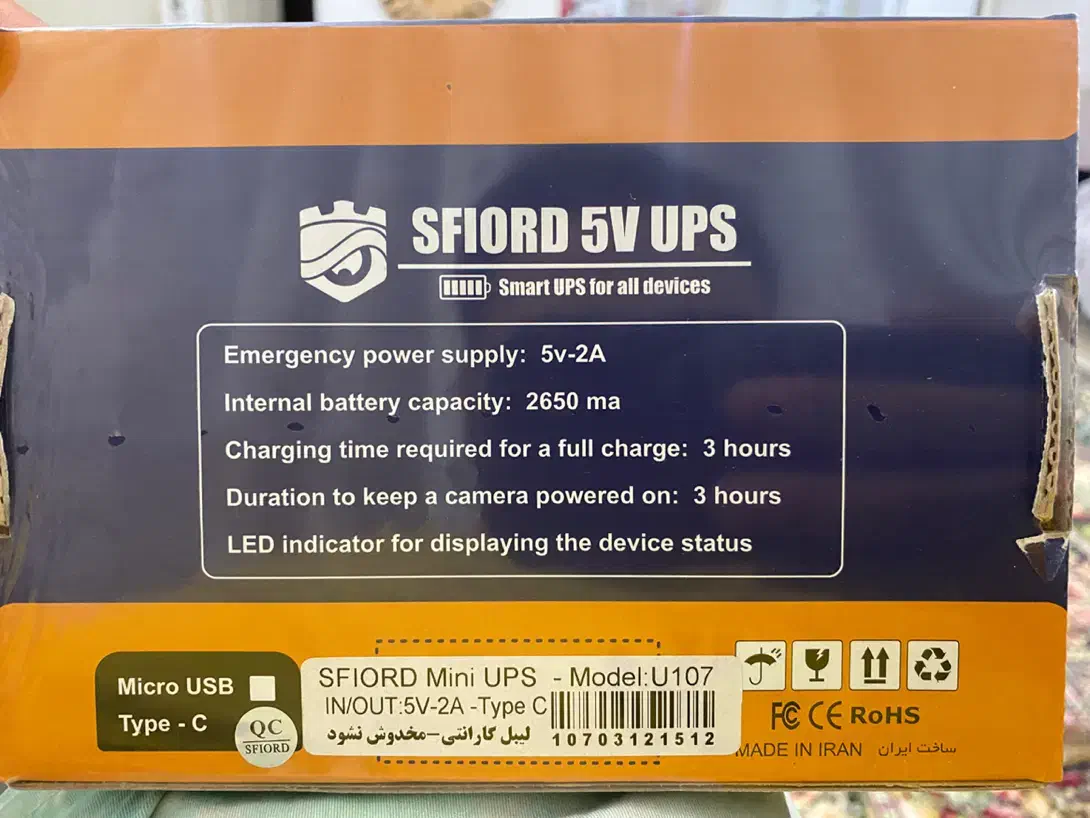 SFIORD 5V UPS
Smart UPS for all devices
Emergency power supply: 5v-2A
Internal battery capacity: 2650 ma
Charging time required for a full charge: 3 hours
Duration to keep a camera powered on: 3 hours
LED indicator for displaying the device status
Micro USB
Type - C
QC
SFIORD
SFIORD Mini UPS - Model:U107
IN/OUT:5V-2A -Type C
لیبل گارانتی-مخدوش نشود
10703121512
FC CE RoHS
MADE IN IRAN ساخت ایران